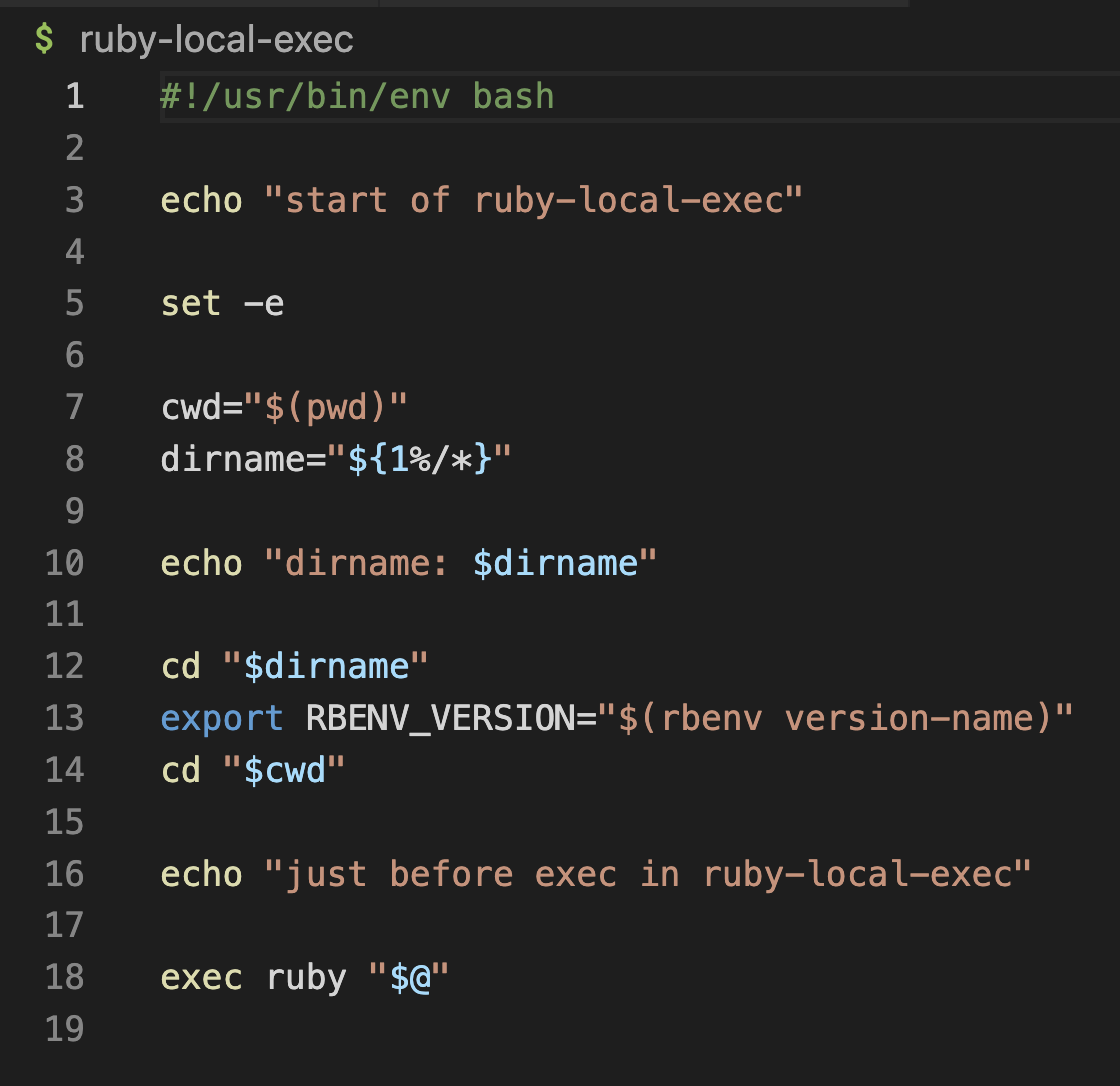 $ ruby-local-exec
1 #!/usr/bin/env bash
2
3 echo "start of ruby-local-exec"
4
5 set -e
6
7 cwd="$(pwd)"
8 dirname="${1%/*}"
9
10 echo "dirname: $dirname"
11
12 cd "$dirname"
13 export RBENV_VERSION="$(rbenv version-name)"
14 cd "$cwd"
15
16 echo "just before exec in ruby-local-exec"
17
18 exec ruby "$@"
19